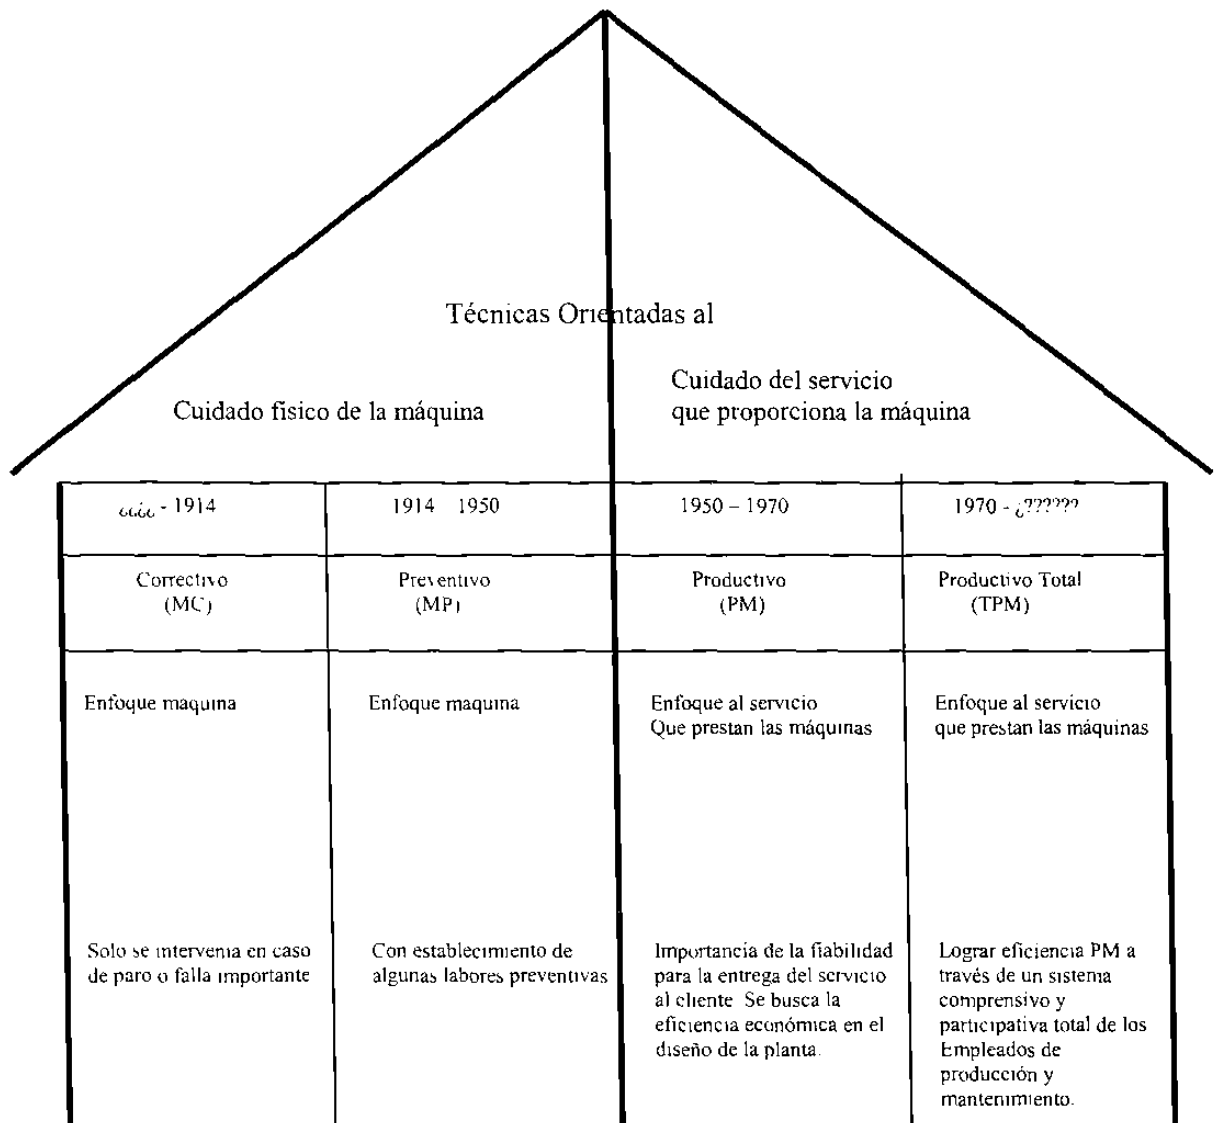 Técnicas Orientadas al
Cuidado fisico de la máquina
Cuidado del servicio
que proporciona la máquina
¿¿¿¿ - 1914
1914 1950
1950 – 1970
1970 - ¿??????
Correctivo
(MC)
Preventivo
(MP)
Productivo
(PM)
Productivo Total
(TPM)
Enfoque maquina
Enfoque maquina
Enfoque al servicio
Que prestan las máquinas
Enfoque al servicio
que prestan las máquinas
Solo se intervenia en caso
de paro o falla importante
Con establecimiento de
algunas labores preventivas
Importancia de la fiabilidad
para la entrega del servicio
al cliente Se busca la
eficiencia económica en el
diseño de la planta.
Lograr eficiencia PM a
través de un sistema
comprensivo y
participativa total de los
Empleados de
producción y
mantenimiento.